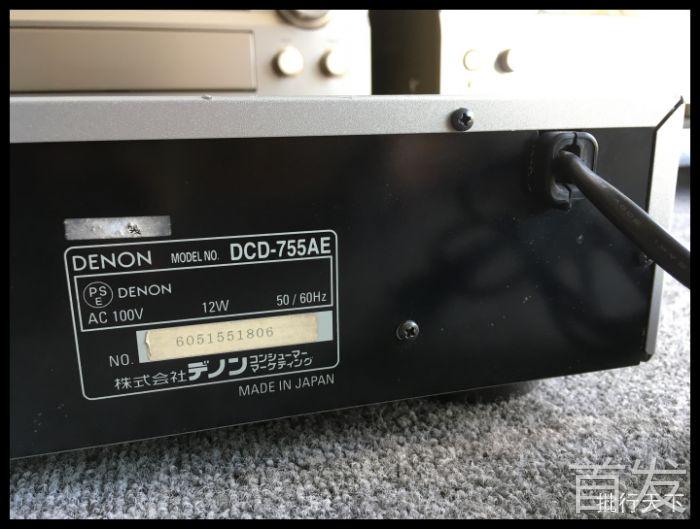 DENON MODEL NO. DCD-755AE
PS
E
DENON
AC 100V 12W 50/60Hz
NO. 6051551806
株式会社デノン コンシューマー
マーケティング
MADE IN JAPAN
首发
批行天下